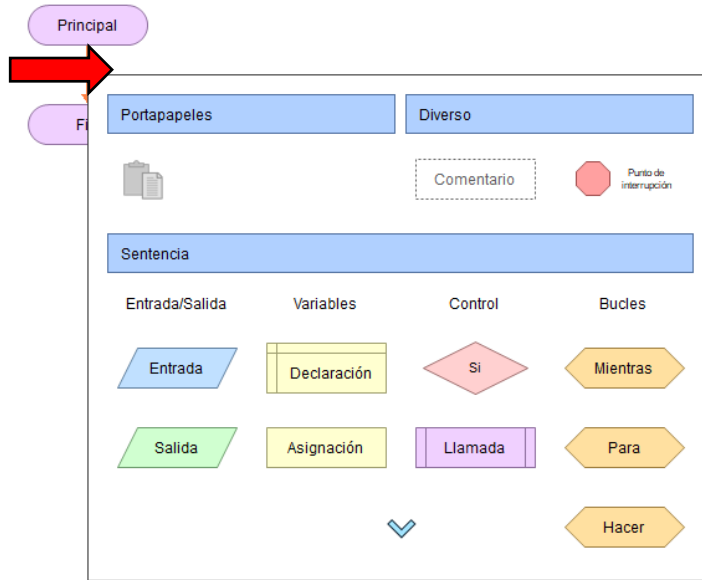 Principal
Fi
Portapapeles
Diverso
Comentario
Punto de
interrupción
Sentencia
Entrada/Salida
Variables
Control
Bucles
Entrada
Declaración
Si
Mientras
Salida
Asignación
Llamada
Para
Hacer